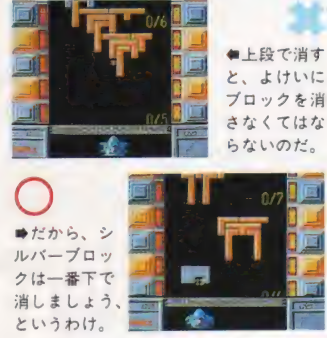 0/6
0/5
⬅上段で消す
と、よけいに
ブロックを消
さなくてはな
らないのだ。
➡だから、シ
ルバーブロッ
クは一番下で
消しましょう、
というわけ。
0/7